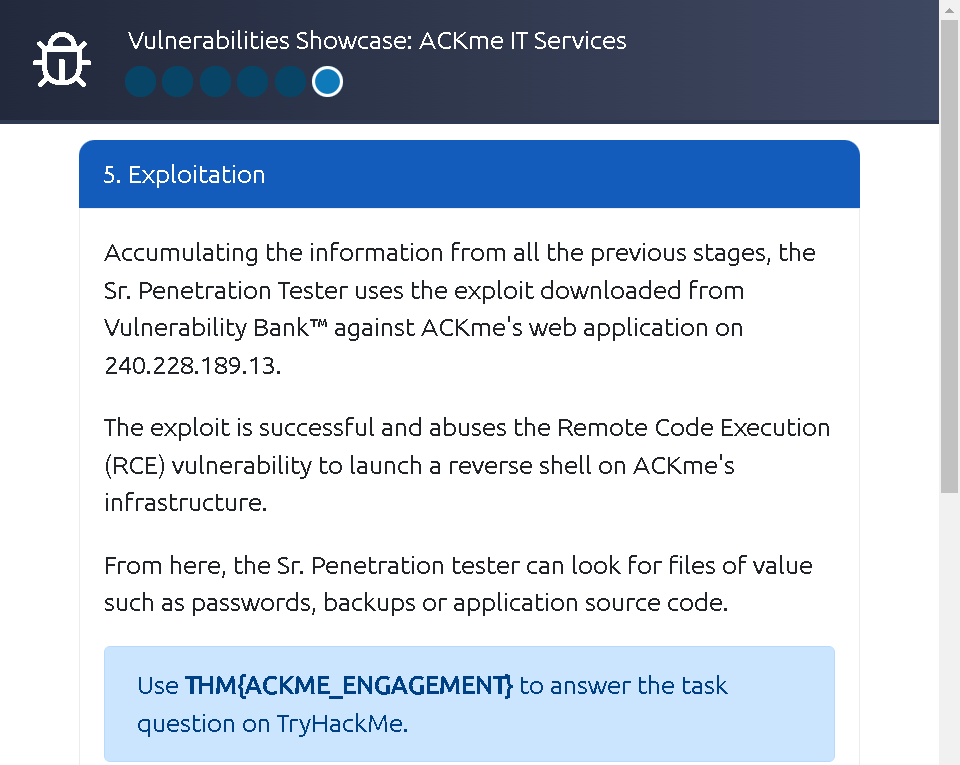 Vulnerabilities Showcase: ACKme IT Services
5. Exploitation
Accumulating the information from all the previous stages, the
Sr. Penetration Tester uses the exploit downloaded from
Vulnerability Bank™ against ACKme's web application on
240.228.189.13.
The exploit is successful and abuses the Remote Code Execution
(RCE) vulnerability to launch a reverse shell on ACKme's
infrastructure.
From here, the Sr. Penetration tester can look for files of value
such as passwords, backups or application source code.
Use THM{ACKME_ENGAGEMENT} to answer the task
question on TryHackMe.